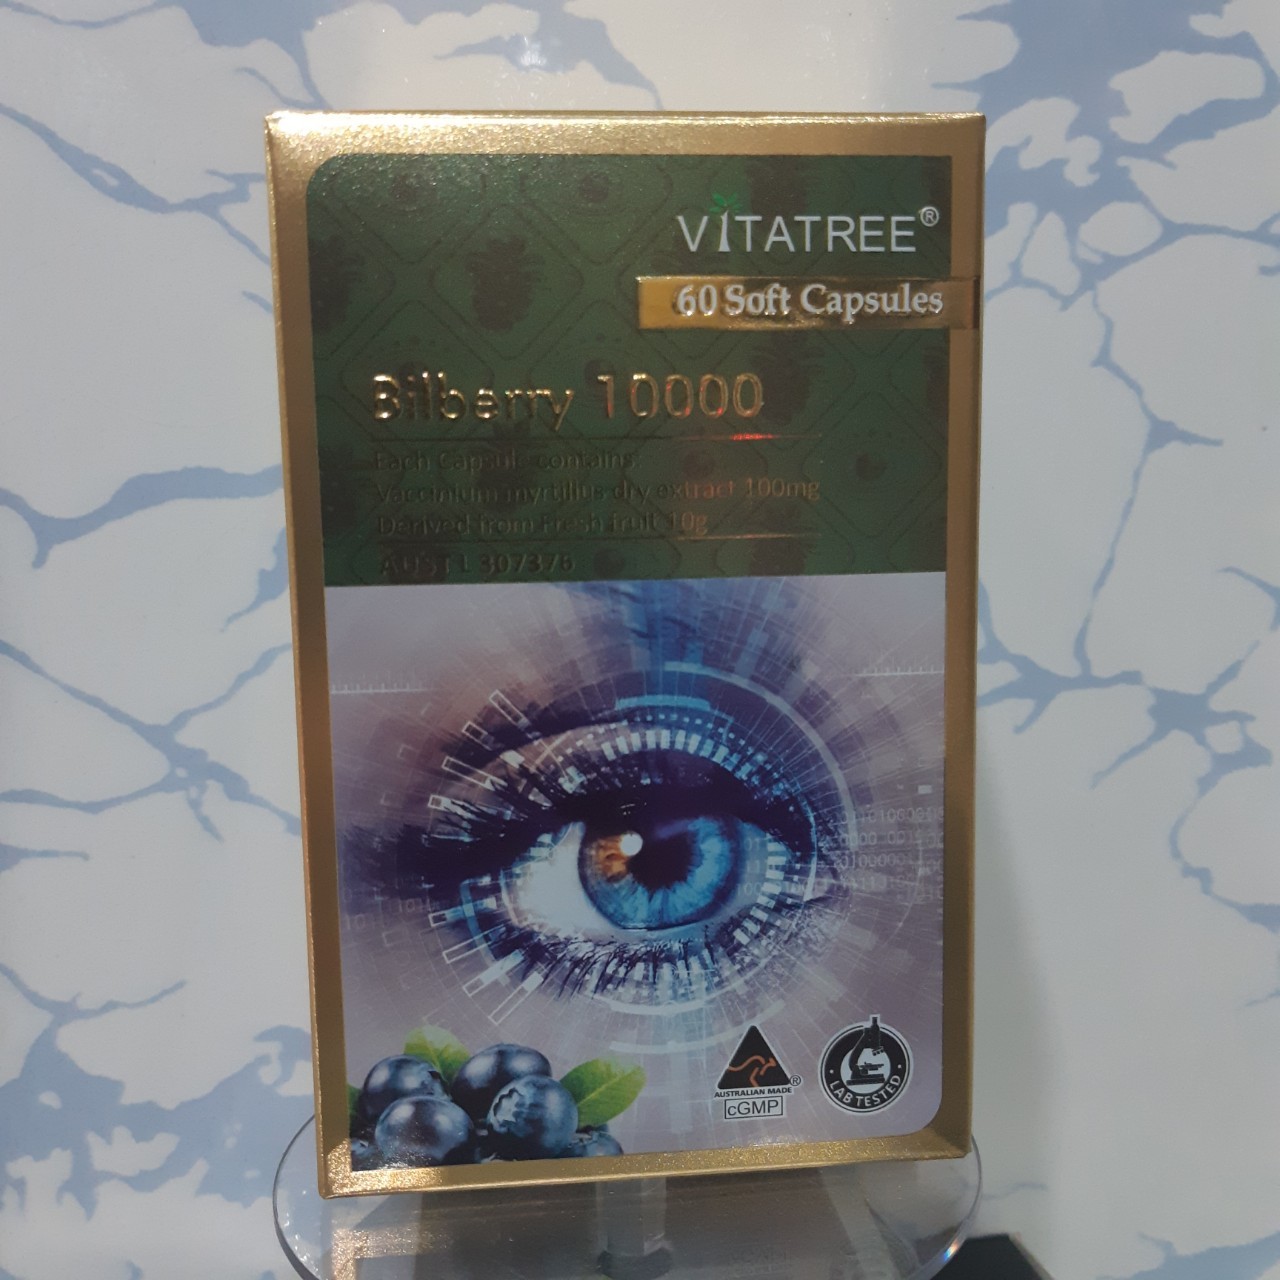 VITATREE®
60 Soft Capsules
Bilberry 10000
Each Capsule contains:
Vaccinium myrtillus dry extract 100mg
Derived from Fresh fruit 10g
AUST L 307376
AUSTRALIAN MADE ®
cGMP
LAB TESTED